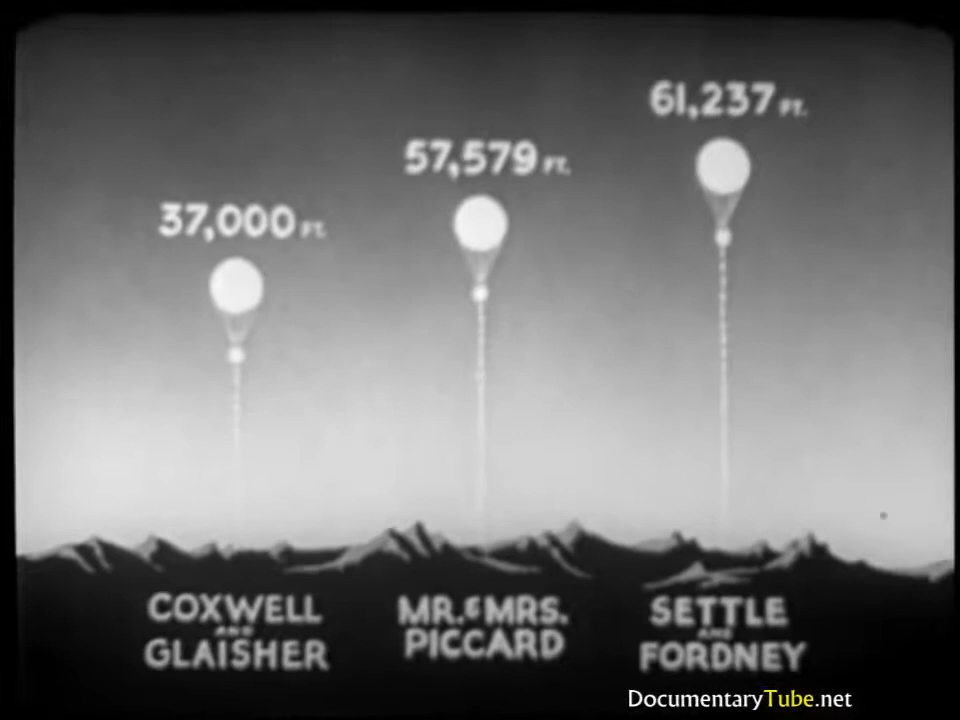 61,237 FT.
57,579 FT.
37,000 FT.
COXWELL
AND
GLAISHER
MR. & MRS.
PICCARD
SETTLE
AND
FORDNEY
DocumentaryTube.net